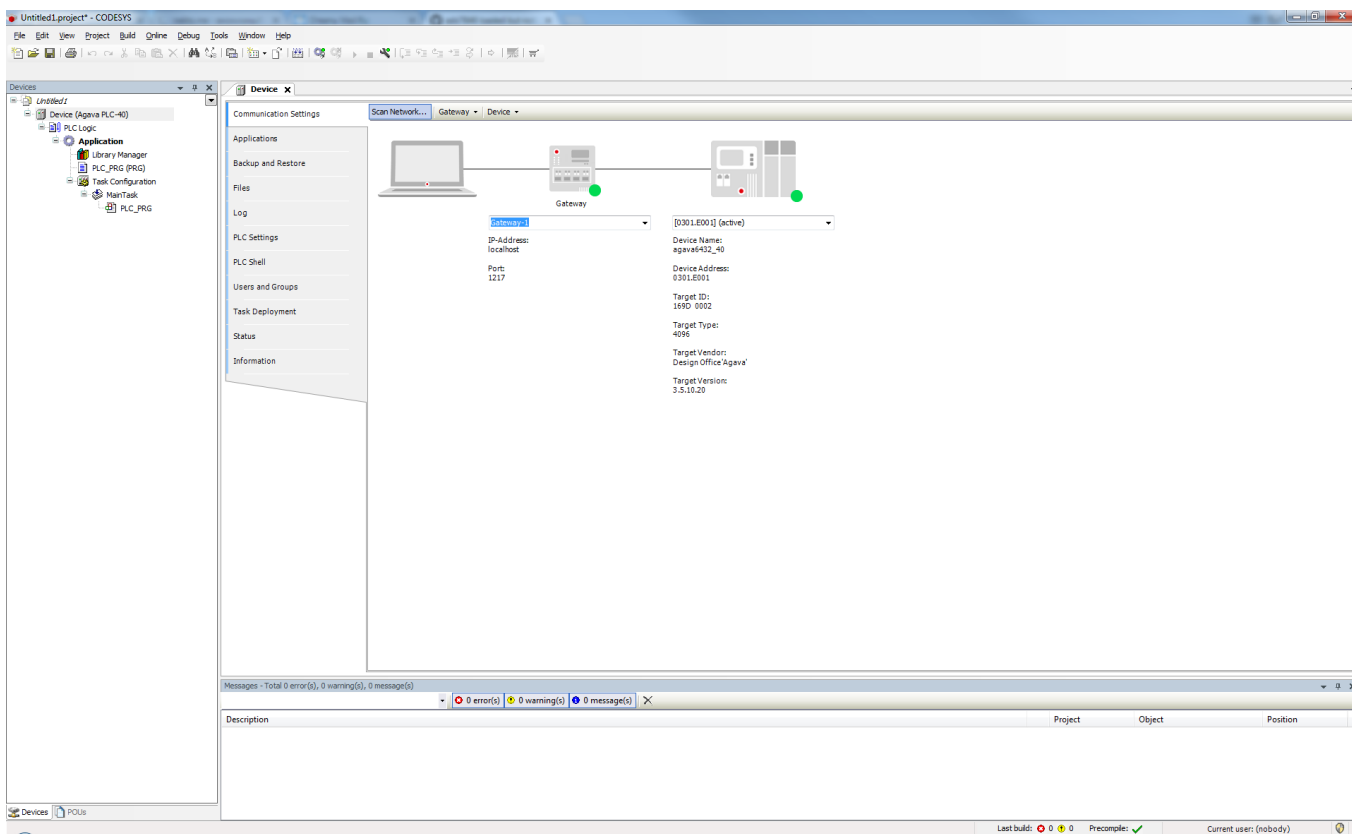 Untitled1.project* - CODESYS
File Edit View Project Build Online Debug Tools Window Help
Devices
Untitled1
Device (Agava PLC-40)
PLC Logic
Application
Library Manager
PLC_PRG (PRG)
Task Configuration
MainTask
PLC_PRG
Devices POUs
Device
Communication Settings
Applications
Backup and Restore
Files
Log
PLC Settings
PLC Shell
Users and Groups
Task Deployment
Status
Information
Scan Network... Gateway Device
Gateway
Gateway-1
IP-Address:
localhost
Port:
1217
[0301.E001] (active)
Device Name:
agava6432_40
Device Address:
0301.E001
Target ID:
169D 0002
Target Type:
4096
Target Vendor:
Design Office'Agava'
Target Version:
3.5.10.20
Messages - Total 0 error(s), 0 warning(s), 0 message(s)
0 error(s) 0 warning(s) 0 message(s)
Description Project Object Position
Last build: 0 0 Precompile: Current user: (nobody)